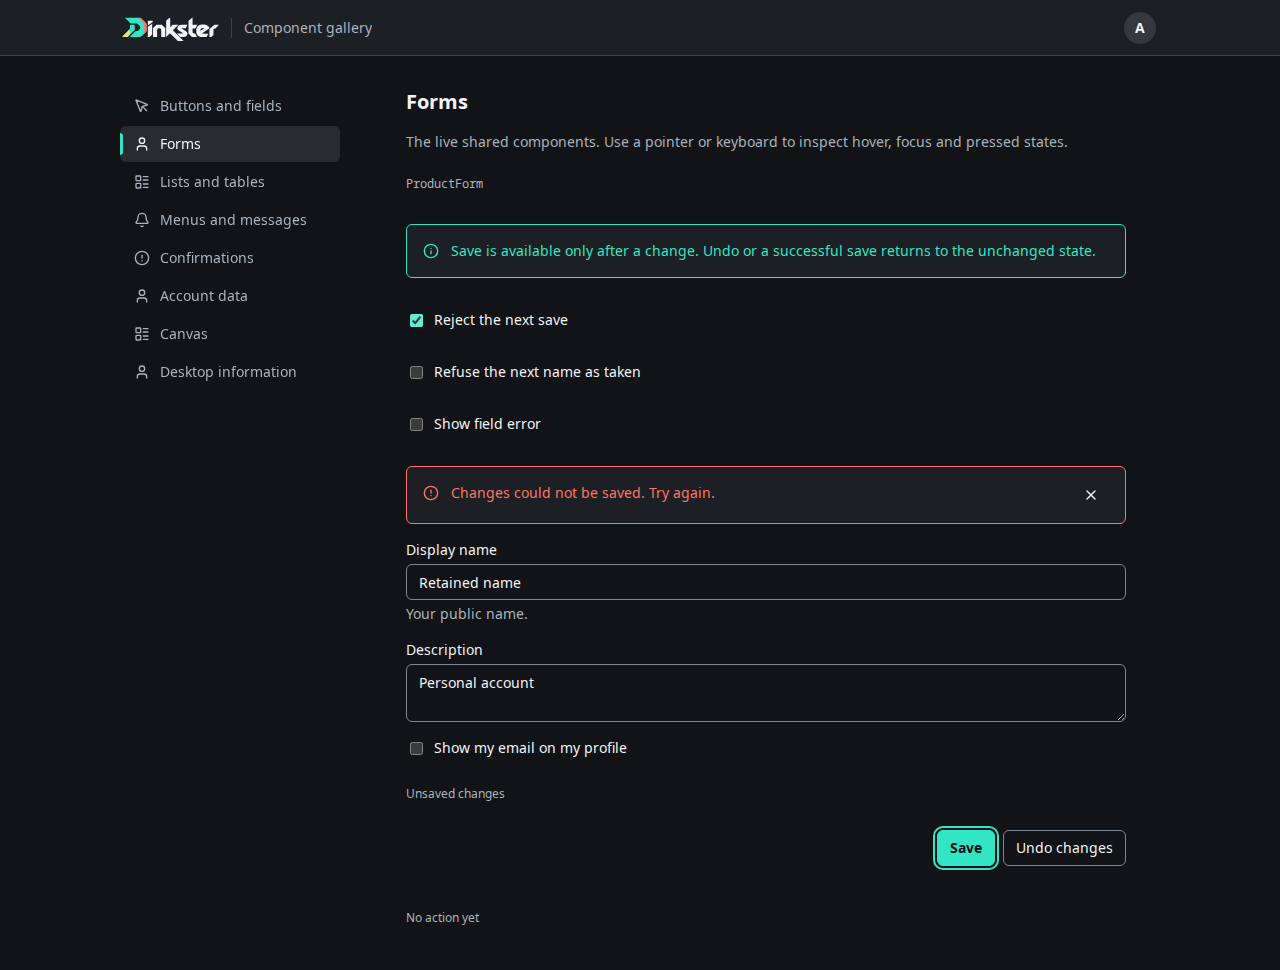 Dinkster
Component gallery
A
Buttons and fields
Forms
Lists and tables
Menus and messages
Confirmations
Account data
Canvas
Desktop information
Forms
The live shared components. Use a pointer or keyboard to inspect hover, focus and pressed states.
ProductForm
Save is available only after a change. Undo or a successful save returns to the unchanged state.
Reject the next save
Refuse the next name as taken
Show field error
Changes could not be saved. Try again.
Display name
Retained name
Your public name.
Description
Personal account
Show my email on my profile
Unsaved changes
Save
Undo changes
No action yet